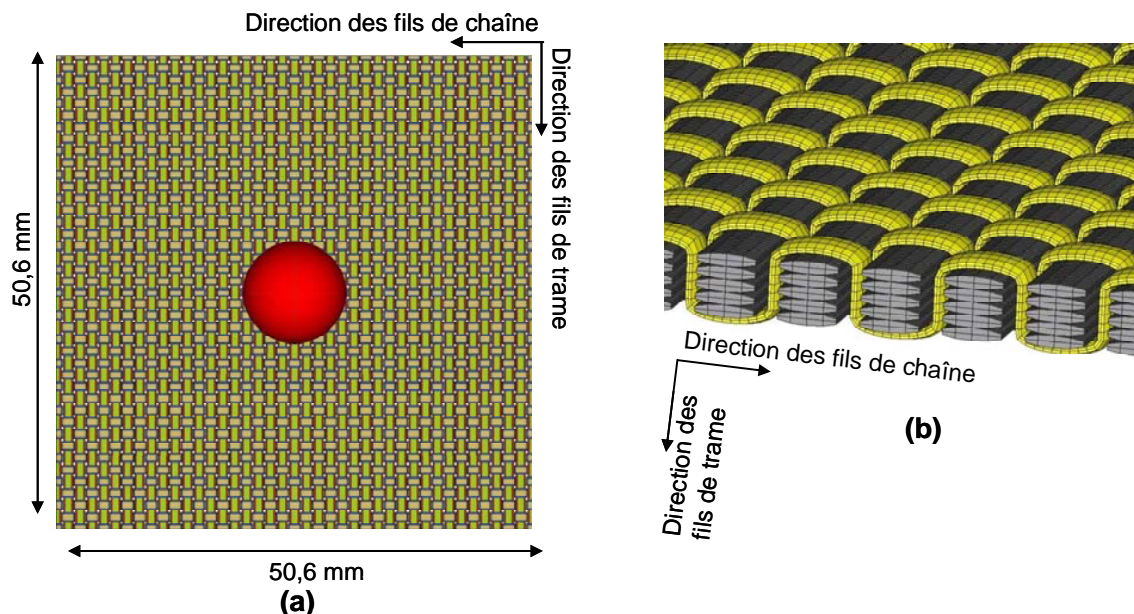 Direction des fils de chaîne
Direction des fils de trame
50,6 mm
50,6 mm
(a)
Direction des fils de chaîne
Direction des
fils de trame
(b)